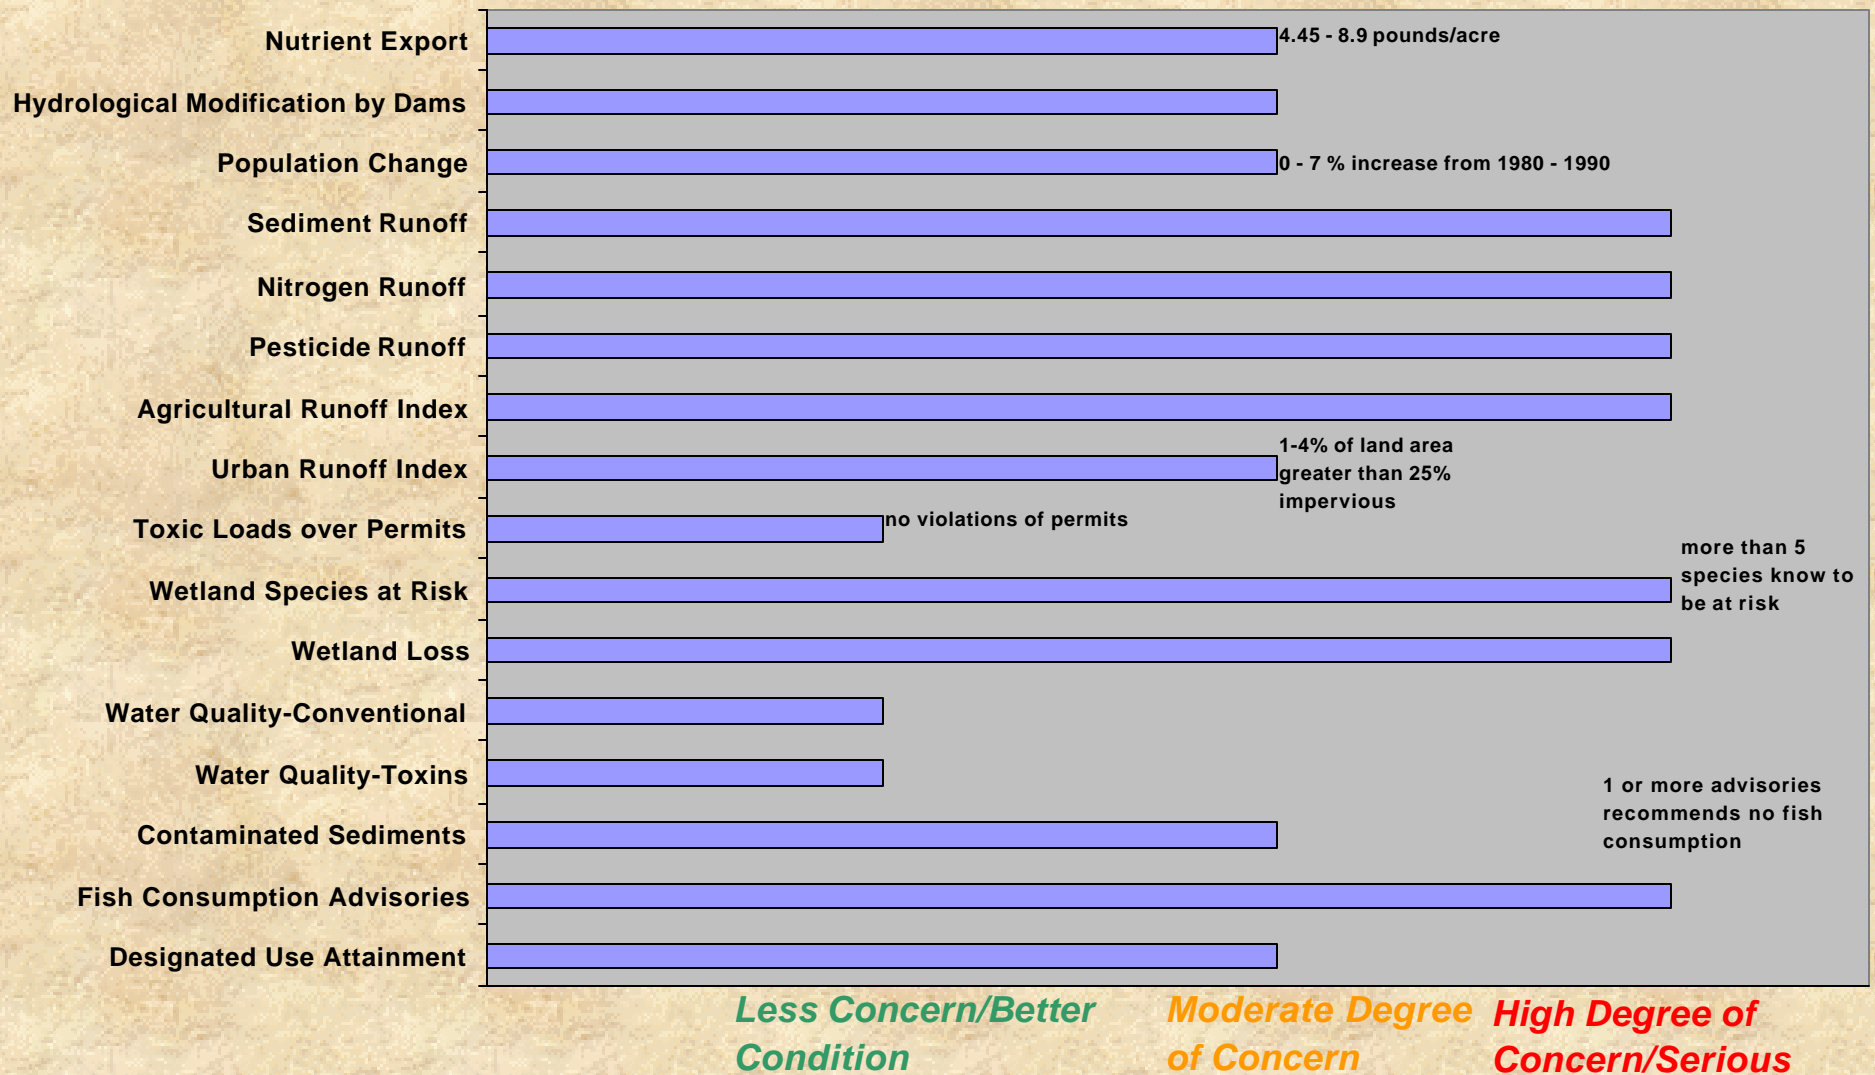 Nutrient Export
4.45 - 8.9 pounds/acre
Hydrological Modification by Dams
Population Change
0 - 7 % increase from 1980 - 1990
Sediment Runoff
Nitrogen Runoff
Pesticide Runoff
Agricultural Runoff Index
Urban Runoff Index
1-4% of land area
greater than 25%
impervious
Toxic Loads over Permits
no violations of permits
Wetland Species at Risk
more than 5
species know to
be at risk
Wetland Loss
Water Quality-Conventional
Water Quality-Toxins
Contaminated Sediments
1 or more advisories
recommends no fish
consumption
Fish Consumption Advisories
Designated Use Attainment
Less Concern/Better
Condition
Moderate Degree
of Concern
High Degree of
Concern/Serious